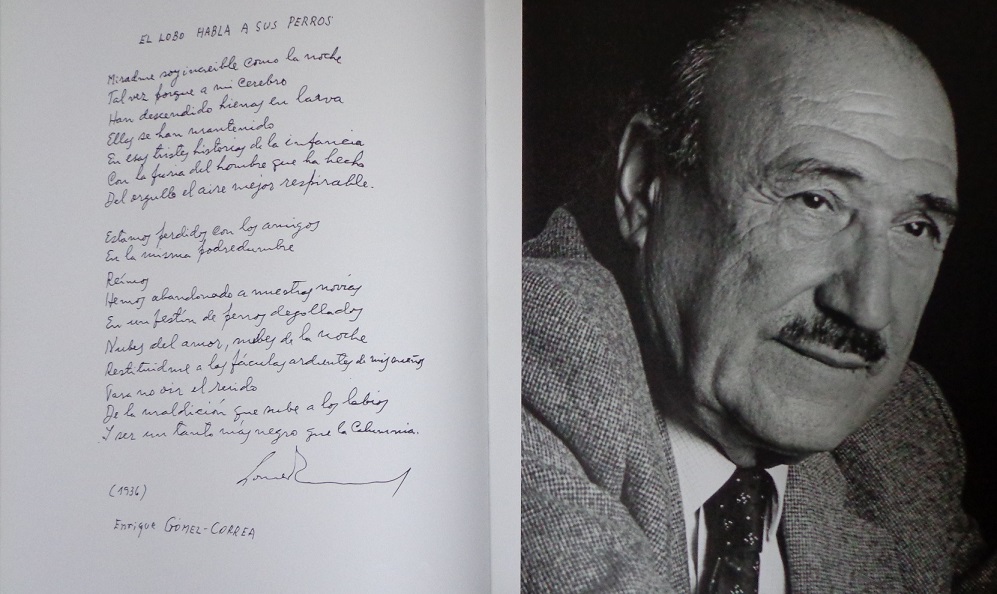 EL LOBO HABLA A SUS PERROS
Miradme soy increíble como la noche
Tal vez porque a mi cerebro
Han descendido hienas en larva
Ellas se han mantenido
En esas tristes historias de la infancia
Con la furia del hombre que ha hecho
Del orgullo el aire mejor respirable.
Estamos perdidos con los amigos
En la misma podredumbre
Reímos
Hemos abandonado a nuestras novias
En un festín de perros degollados
Nubes del amor, nubes de la noche
Restituidme a las fáculas ardientes de mis sueños
Para no oír el ruido
De la maldición que sube a los labios
Y ser un tanto más negro que la Calumnia.
(1936)
Enrique GÓMEZ-CORREA